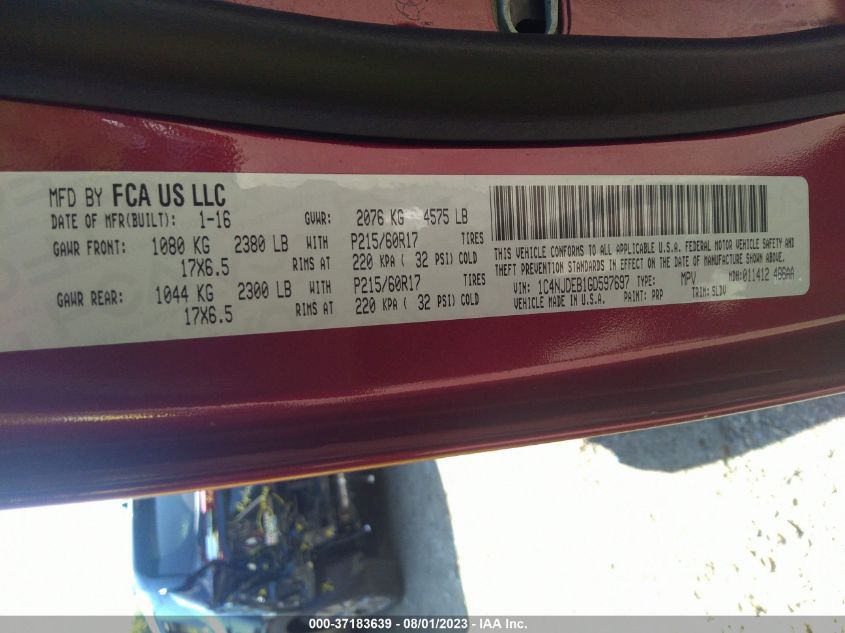 MFD BY FCA US LLC
DATE OF MFR(BUILT): 1-16 GVWR: 2076 KG 4575 LB
GAWR FRONT: 1080 KG 2380 LB WITH P215/60R17 TIRES
17X6.5 RIMS AT 220 KPA ( 32 PSI) COLD
GAWR REAR: 1044 KG 2300 LB WITH P215/60R17 TIRES
17X6.5 RIMS AT 220 KPA ( 32 PSI) COLD
THIS VEHICLE CONFORMS TO ALL APPLICABLE U.S.A. FEDERAL MOTOR VEHICLE SAFETY AND
THEFT PREVENTION STANDARDS IN EFFECT ON THE DATE OF MANUFACTURE SHOWN ABOVE.
VIN: 1C4NJDEB1GD597697 TYPE: MPV MDH: 011412 486AA
VEHICLE MADE IN U.S.A. PAINT: PRP TRIM: SLDV
000-37183639 - 08/01/2023 - IAA Inc.